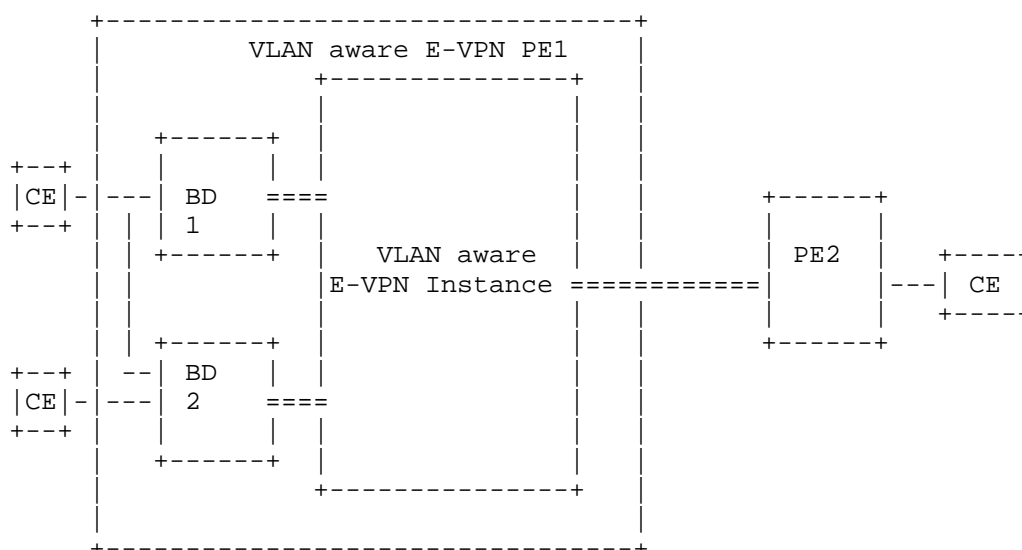 VLAN aware E-VPN PE1
CE
BD
1
VLAN aware
E-VPN Instance
PE2
CE
CE
BD
2